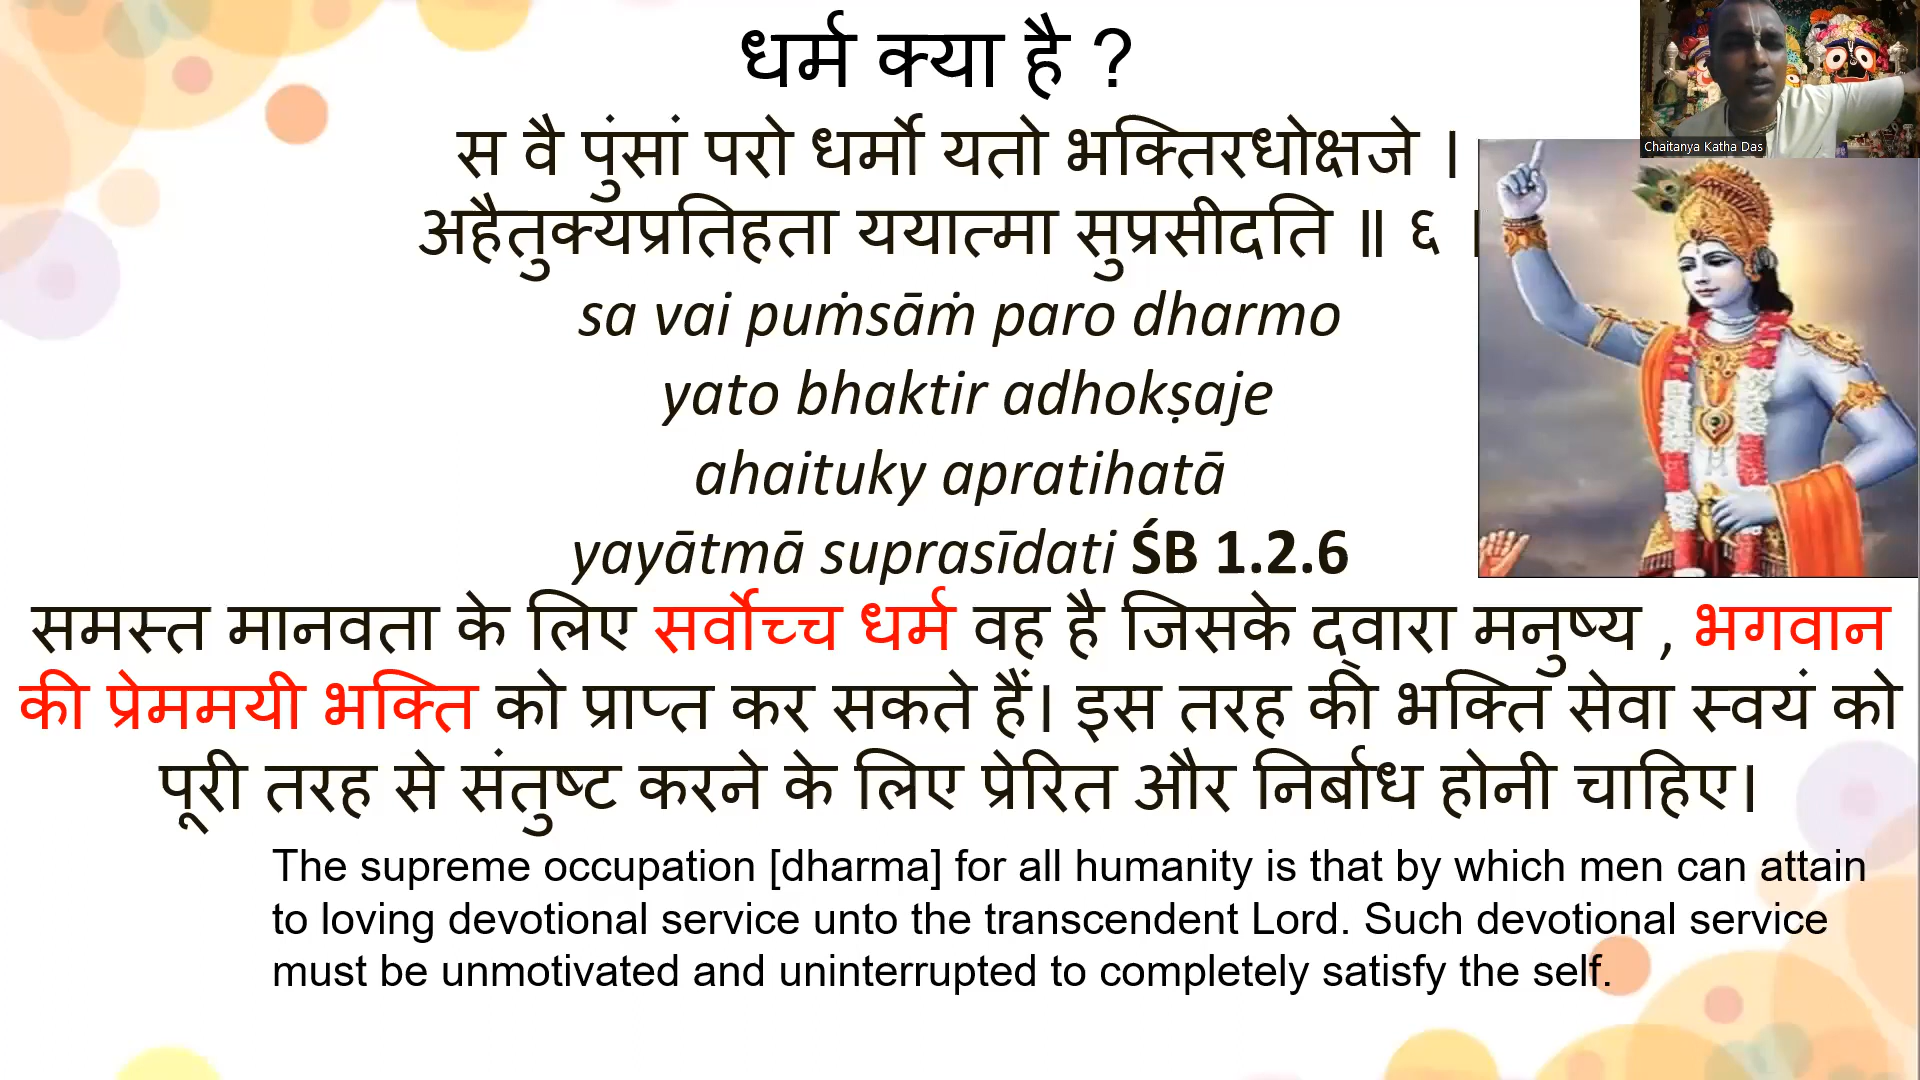 धर्म क्या है ?
Chaitanya Katha Das
स वै पुंसां परो धर्मो यतो भक्तिरधोक्षजे ।
अहैतुक्यप्रतिहता ययात्मा सुप्रसीदति ॥ ६ ।
sa vai puṁsāṁ paro dharmo
yato bhaktir adhokṣaje
ahaituky apratihatā
yayātmā suprasīdati ŚB 1.2.6
समस्त मानवता के लिए सर्वोच्च धर्म वह है जिसके द्वारा मनुष्य , भगवान
की प्रेममयी भक्ति को प्राप्त कर सकते हैं। इस तरह की भक्ति सेवा स्वयं को
पूरी तरह से संतुष्ट करने के लिए प्रेरित और निर्बाध होनी चाहिए।
The supreme occupation [dharma] for all humanity is that by which men can attain
to loving devotional service unto the transcendent Lord. Such devotional service
must be unmotivated and uninterrupted to completely satisfy the self.